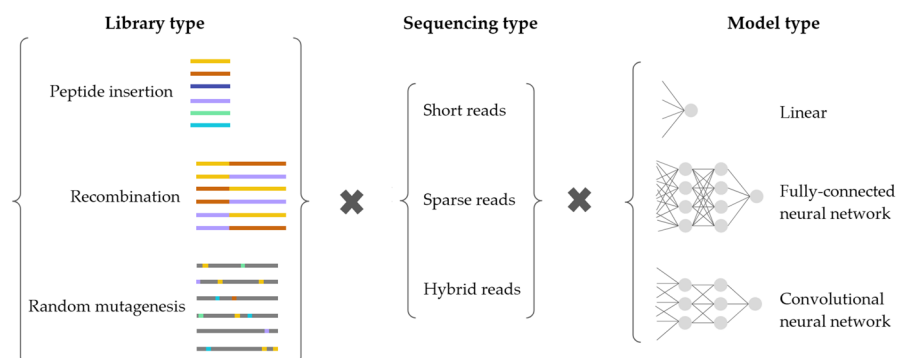 Library type
Peptide insertion
Recombination
Random mutagenesis
Sequencing type
Short reads
Sparse reads
Hybrid reads
Model type
Linear
Fully-connected
neural network
Convolutional
neural network